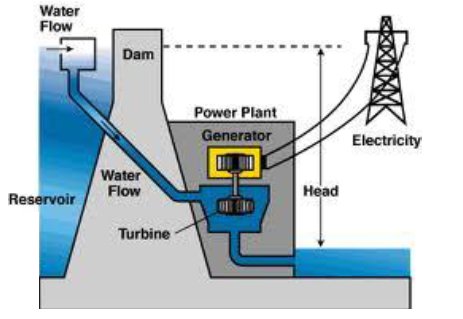 Water
Flow
Dam
Power Plant
Generator
Electricity
Water
Flow
Reservoir
Head
Turbine